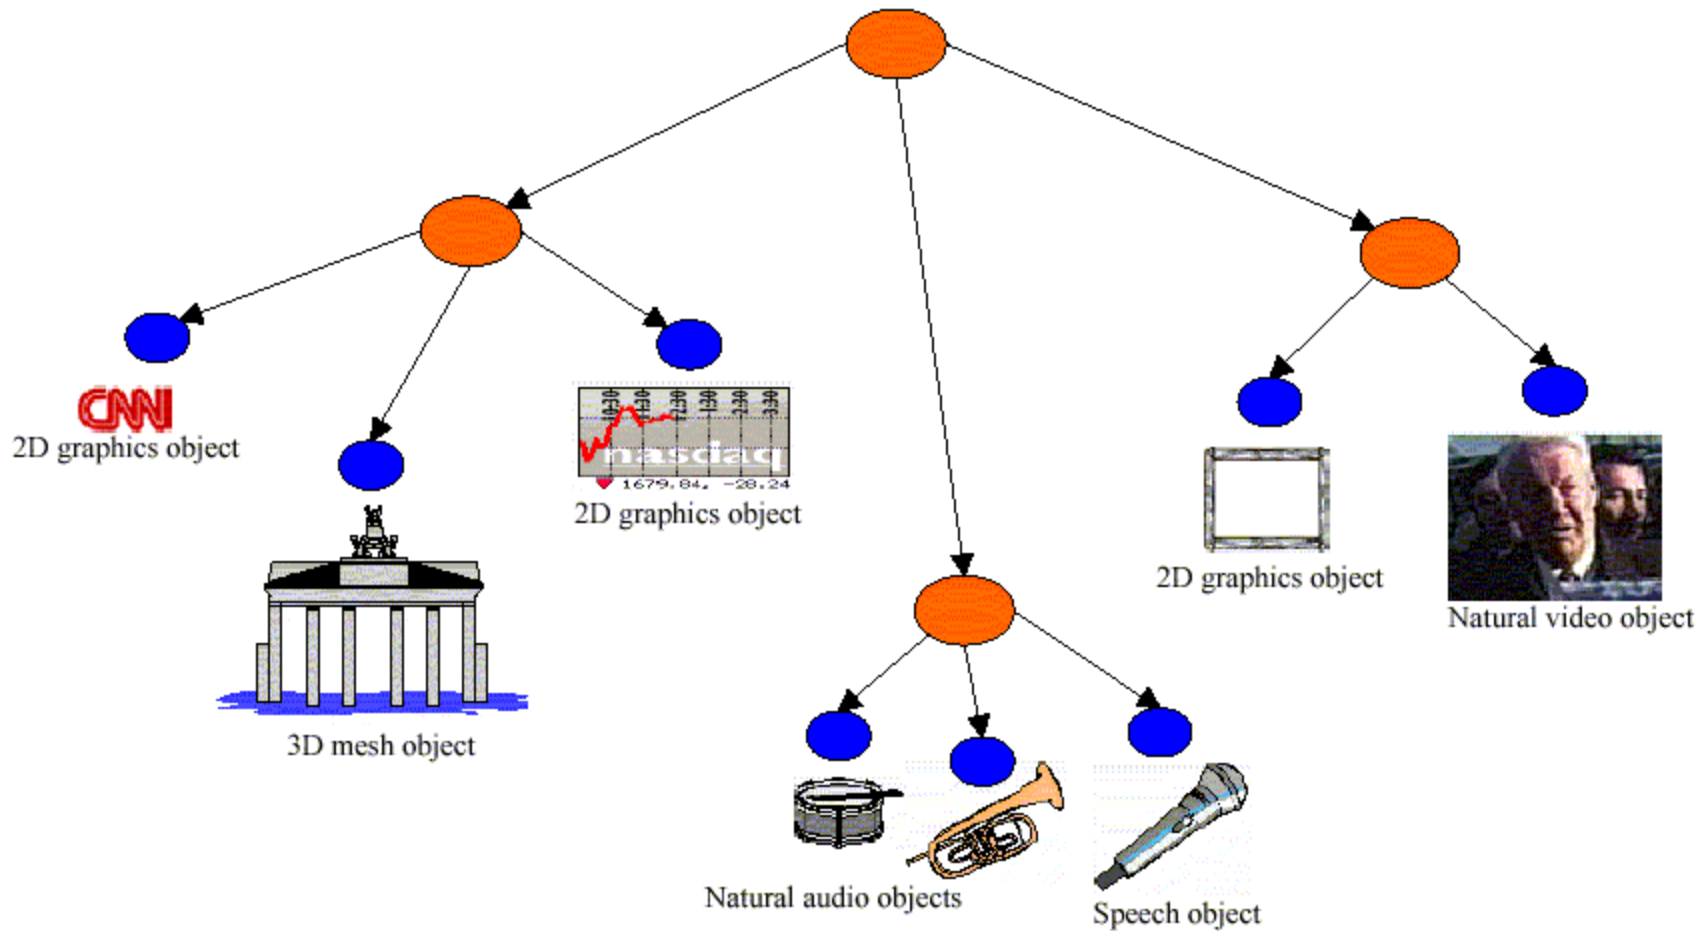 CNN
2D graphics object
10:30 11:30 12:30 1:30 2:30 3:30
nasdaq
1679.84, -28.24
2D graphics object
3D mesh object
2D graphics object
Natural video object
Natural audio objects
Speech object